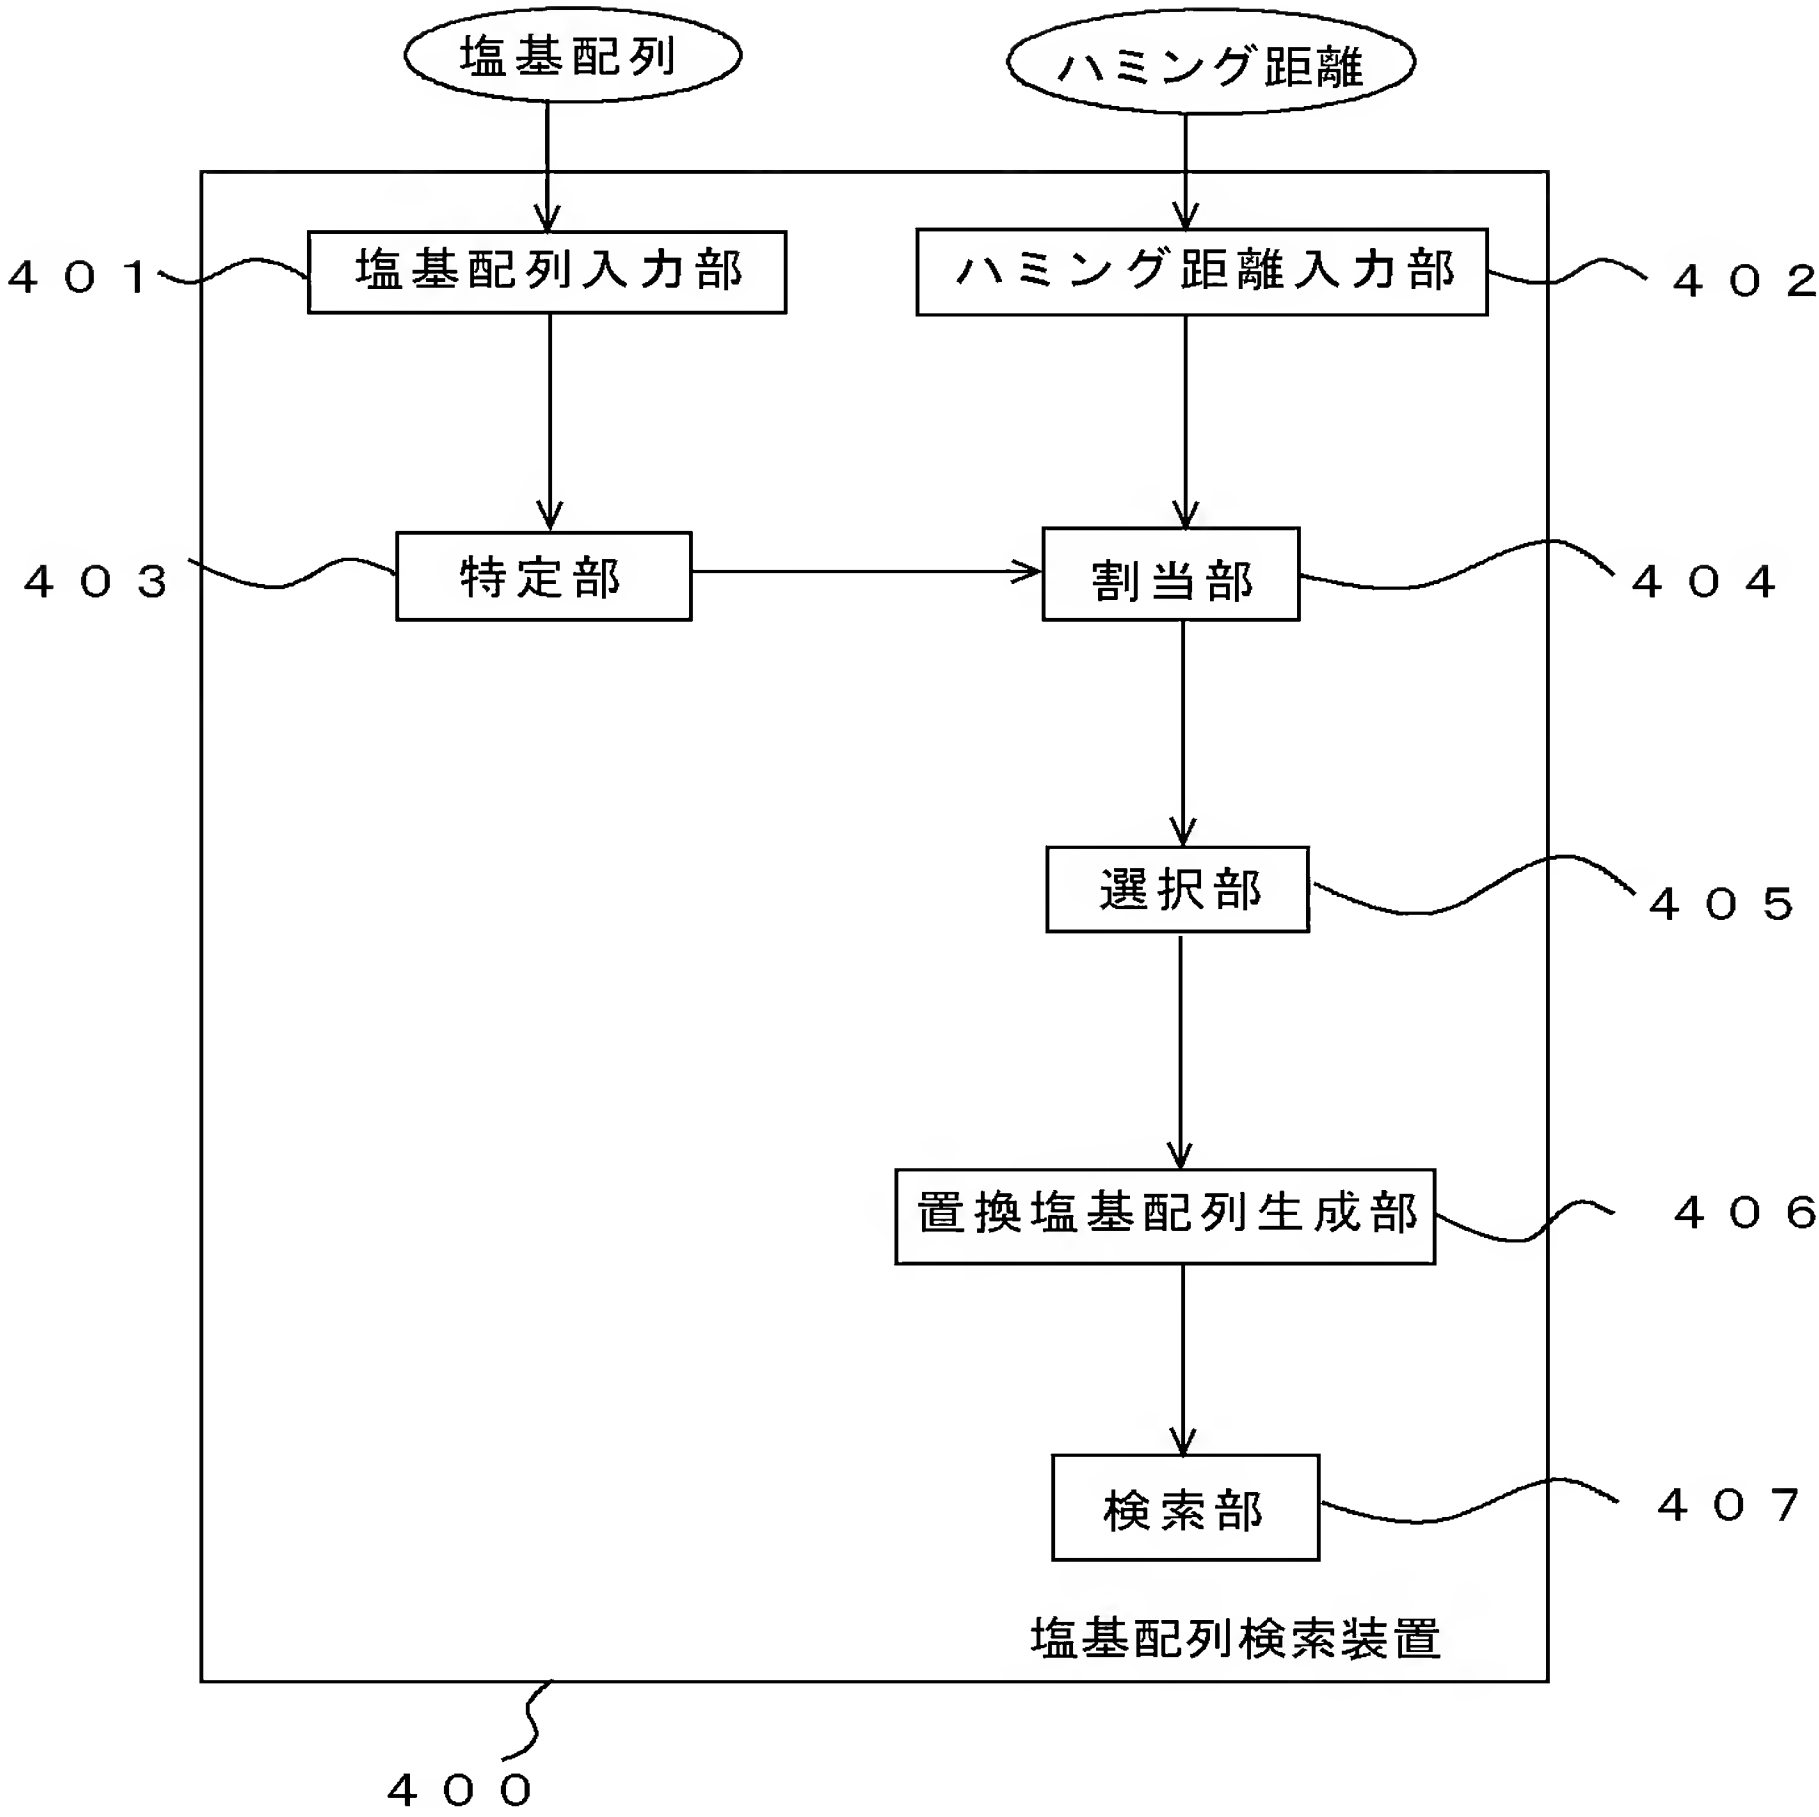 塩基配列
ハミング距離
401
塩基配列入力部
ハミング距離入力部
402
403
特定部
割当部
404
選択部
405
置換塩基配列生成部
406
検索部
407
塩基配列検索装置
400